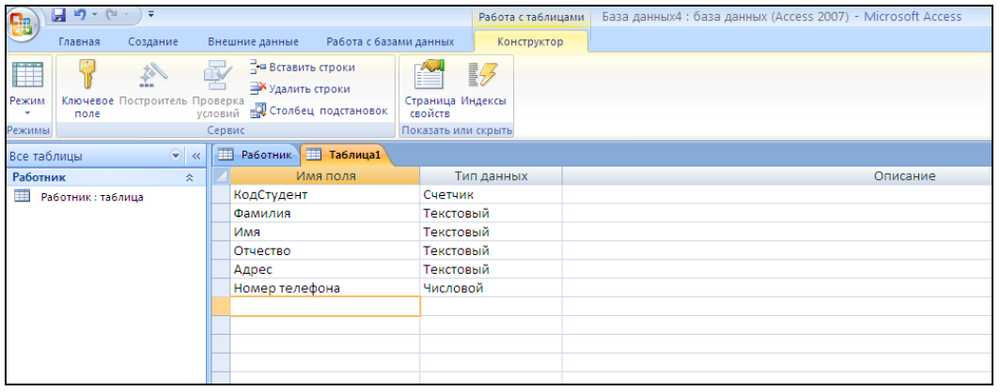 Работа с таблицами База данных4 : база данных (Access 2007) - Microsoft Access
Главная Создание Внешние данные Работа с базами данных Конструктор
Режим
Ключевое поле
Построитель
Проверка условий
Вставить строки
Удалить строки
Столбец подстановок
Страница свойств
Индексы
Режимы Сервис Показать или скрыть
Все таблицы
Работник
Работник : таблица
Работник Таблица1
Имя поля Тип данных Описание
КодСтудент Счетчик
Фамилия Текстовый
Имя Текстовый
Отчество Текстовый
Адрес Текстовый
Номер телефона Числовой